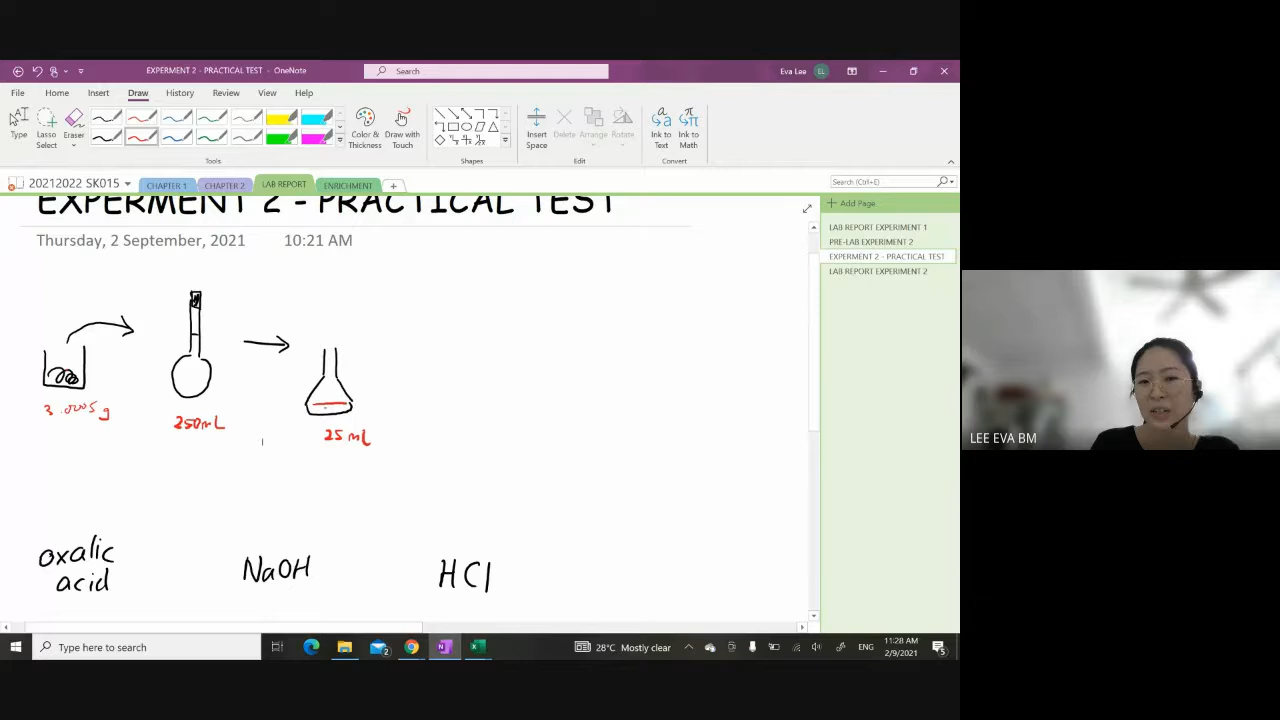 EXPERMENT 2 - PRACTICAL TEST - OneNote
Search
Eva Lee EL
File Home Insert Draw History Review View Help
Type
Lasso Select
Eraser
Color & Thickness
Draw with Touch
Insert Space
Delete
Arrange
Rotate
Ink to Text
Ink to Math
Tools
Shapes
Edit
Convert
20212022 SK015
CHAPTER 1
CHAPTER 2
LAB REPORT
ENRICHMENT
+
Search (Ctrl+E)
EXPERMENT 2 - PRACTICAL TEST
Thursday, 2 September, 2021 10:21 AM
+ Add Page
LAB REPORT EXPERIMENT 1
PRE-LAB EXPERIMENT 2
EXPERMENT 2 - PRACTICAL TEST
LAB REPORT EXPERIMENT 2
3.0005 g
250mL
25 mL
oxalic
acid
NaOH
HCl
LEE EVA BM
Type here to search
2
28°C Mostly clear
ENG
11:28 AM
2/9/2021
5